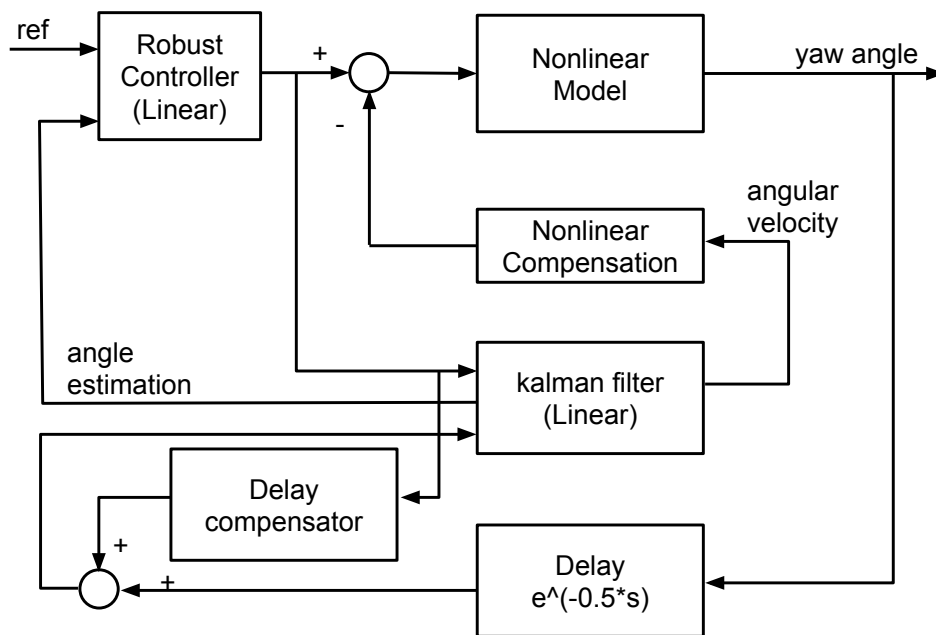 ref
Robust
Controller
(Linear)
+
-
Nonlinear
Model
yaw angle
angular
velocity
Nonlinear
Compensation
angle
estimation
kalman filter
(Linear)
Delay
compensator
+
+
Delay
e^(-0.5*s)